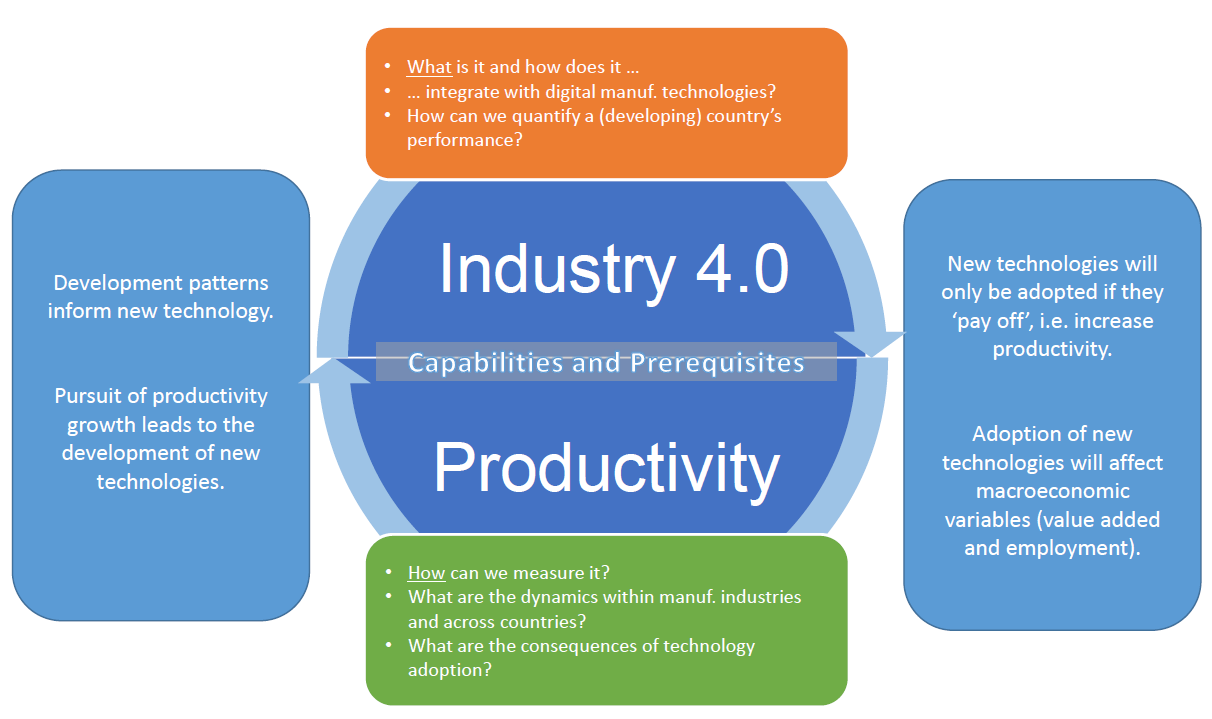 • What is it and how does it …
• … integrate with digital manuf. technologies?
• How can we quantify a (developing) country’s
performance?
Development patterns
inform new technology.
Pursuit of productivity
growth leads to the
development of new
technologies.
Industry 4.0
Capabilities and Prerequisites
Productivity
New technologies will
only be adopted if they
‘pay off’, i.e. increase
productivity.
Adoption of new
technologies will affect
macroeconomic
variables (value added
and employment).
• How can we measure it?
• What are the dynamics within manuf. industries
and across countries?
• What are the consequences of technology
adoption?